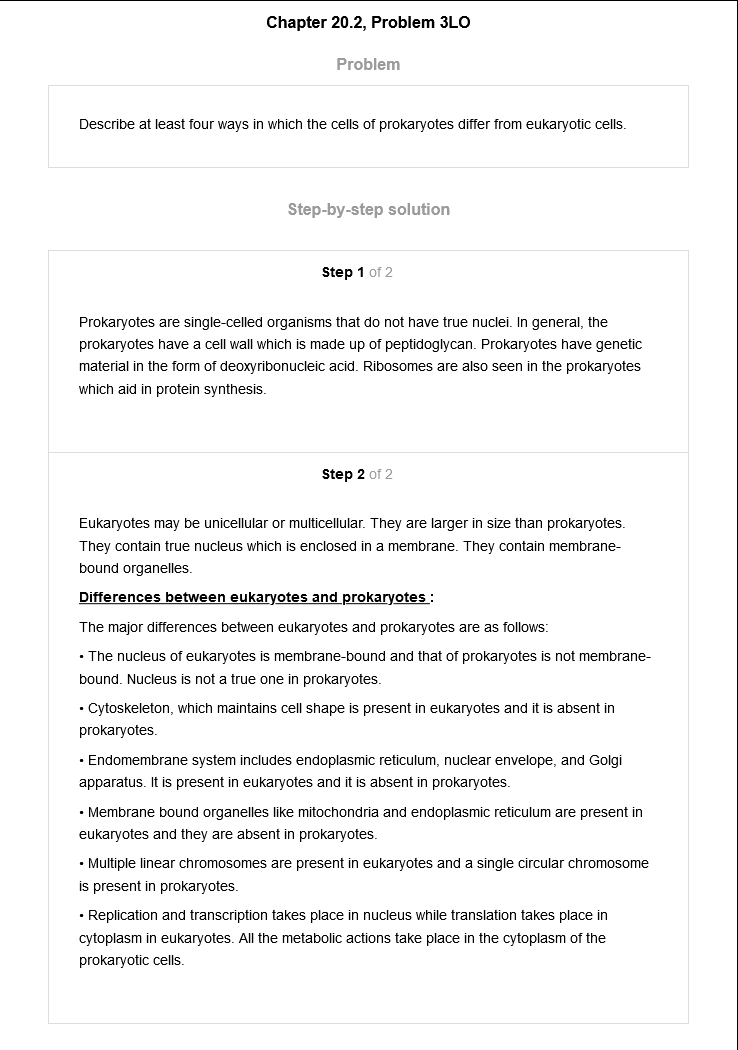 Chapter 20.2, Problem 3LO
Problem
Describe at least four ways in which the cells of prokaryotes differ from eukaryotic cells.
Step-by-step solution
Step 1 of 2
Prokaryotes are single-celled organisms that do not have true nuclei. In general, the
prokaryotes have a cell wall which is made up of peptidoglycan. Prokaryotes have genetic
material in the form of deoxyribonucleic acid. Ribosomes are also seen in the prokaryotes
which aid in protein synthesis.
Step 2 of 2
Eukaryotes may be unicellular or multicellular. They are larger in size than prokaryotes.
They contain true nucleus which is enclosed in a membrane. They contain membrane-
bound organelles.
Differences between eukaryotes and prokaryotes :
The major differences between eukaryotes and prokaryotes are as follows:
• The nucleus of eukaryotes is membrane-bound and that of prokaryotes is not membrane-
bound. Nucleus is not a true one in prokaryotes.
• Cytoskeleton, which maintains cell shape is present in eukaryotes and it is absent in
prokaryotes.
• Endomembrane system includes endoplasmic reticulum, nuclear envelope, and Golgi
apparatus. It is present in eukaryotes and it is absent in prokaryotes.
• Membrane bound organelles like mitochondria and endoplasmic reticulum are present in
eukaryotes and they are absent in prokaryotes.
• Multiple linear chromosomes are present in eukaryotes and a single circular chromosome
is present in prokaryotes.
• Replication and transcription takes place in nucleus while translation takes place in
cytoplasm in eukaryotes. All the metabolic actions take place in the cytoplasm of the
prokaryotic cells.